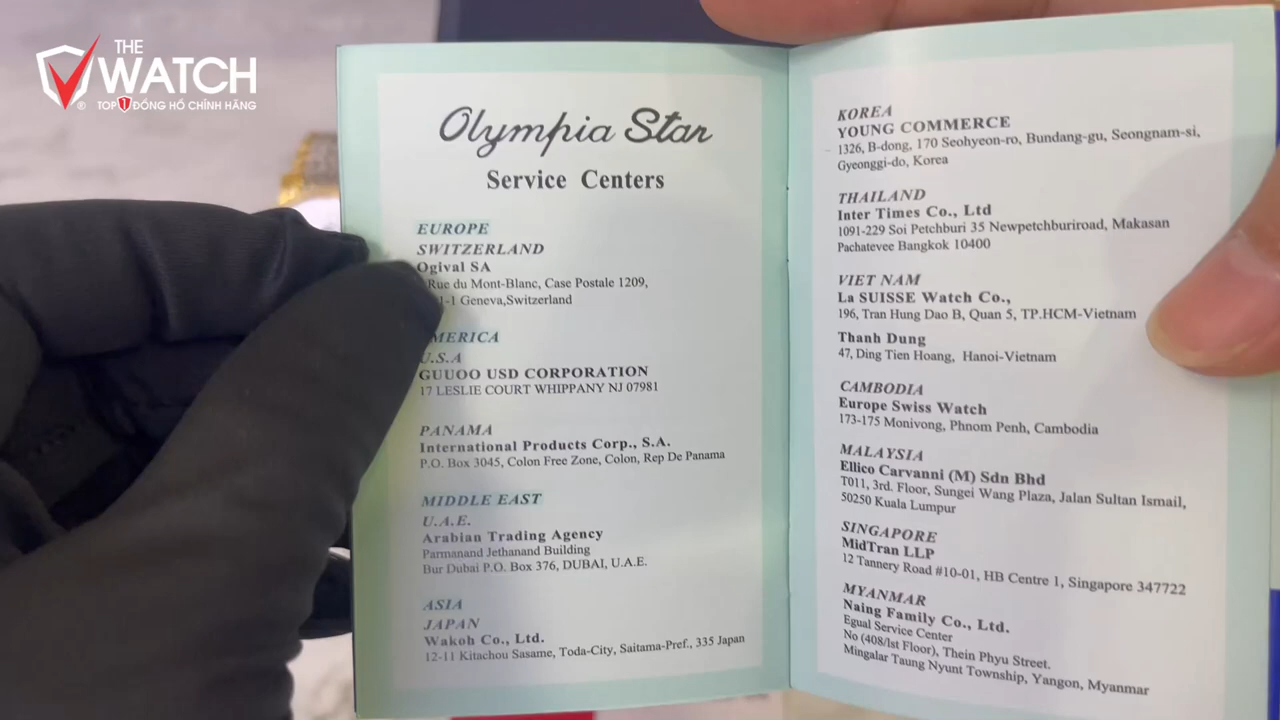 THE
WATCH
®
TOP 1 ĐỒNG HỒ CHÍNH HÃNG
Olympia Star
Service Centers
EUROPE
SWITZERLAND
Ogival SA
Rue du Mont-Blanc, Case Postale 1209,
1-1 Geneva,Switzerland
AMERICA
U.S.A
GUUOO USD CORPORATION
17 LESLIE COURT WHIPPANY NJ 07981
PANAMA
International Products Corp., S.A.
P.O. Box 3045, Colon Free Zone, Colon, Rep De Panama
MIDDLE EAST
U.A.E.
Arabian Trading Agency
Parmanand Jethanand Building
Bur Dubai P.O. Box 376, DUBAI, U.A.E.
ASIA
JAPAN
Wakoh Co., Ltd.
12-11 Kitachou Sasame, Toda-City, Saitama-Pref., 335 Japan
KOREA
YOUNG COMMERCE
1326, B-dong, 170 Seohyeon-ro, Bundang-gu, Seongnam-si,
Gyeonggi-do, Korea
THAILAND
Inter Times Co., Ltd
1091-229 Soi Petchburi 35 Newpetchburiroad, Makasan
Pachatevee Bangkok 10400
VIET NAM
La SUISSE Watch Co.,
196, Tran Hung Dao B, Quan 5, TP.HCM-Vietnam
Thanh Dung
47, Ding Tien Hoang, Hanoi-Vietnam
CAMBODIA
Europe Swiss Watch
173-175 Monivong, Phnom Penh, Cambodia
MALAYSIA
Ellico Carvanni (M) Sdn Bhd
T011, 3rd. Floor, Sungei Wang Plaza, Jalan Sultan Ismail,
50250 Kuala Lumpur
SINGAPORE
MidTran LLP
12 Tannery Road #10-01, HB Centre 1, Singapore 347722
MYANMAR
Naing Family Co., Ltd.
Egual Service Center
No (408/lst Floor), Thein Phyu Street.
Mingalar Taung Nyunt Township, Yangon, Myanmar